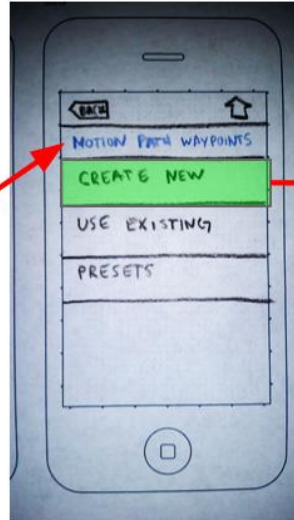 BACK
MOTION PATH WAYPOINTS
CREATE NEW
USE EXISTING
PRESETS